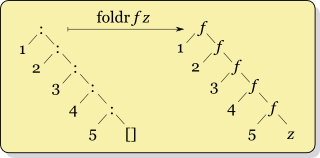 : foldr f z f
1 : 1 f
2 : 2 f
3 : 3 f
4 : 4 f
5 [] 5 z